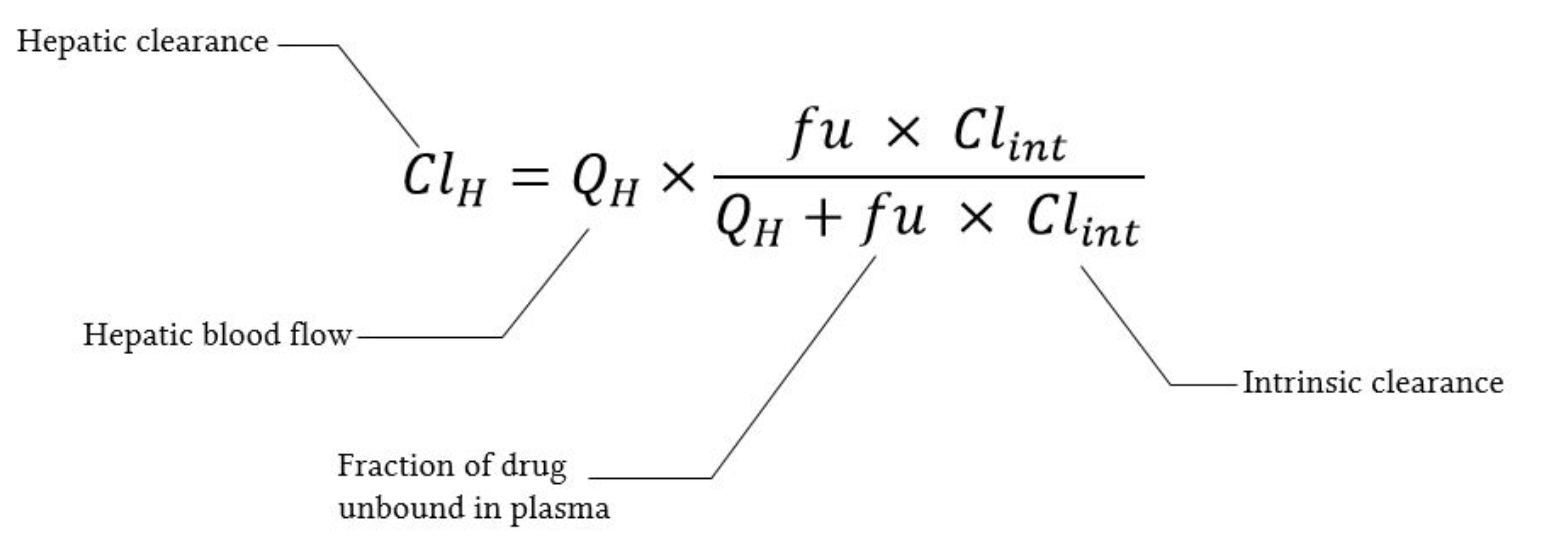 Hepatic clearance
fu × Cl_int
Cl_H = Q_H ×
Q_H + fu × Cl_int
Hepatic blood flow
Intrinsic clearance
Fraction of drug
unbound in plasma